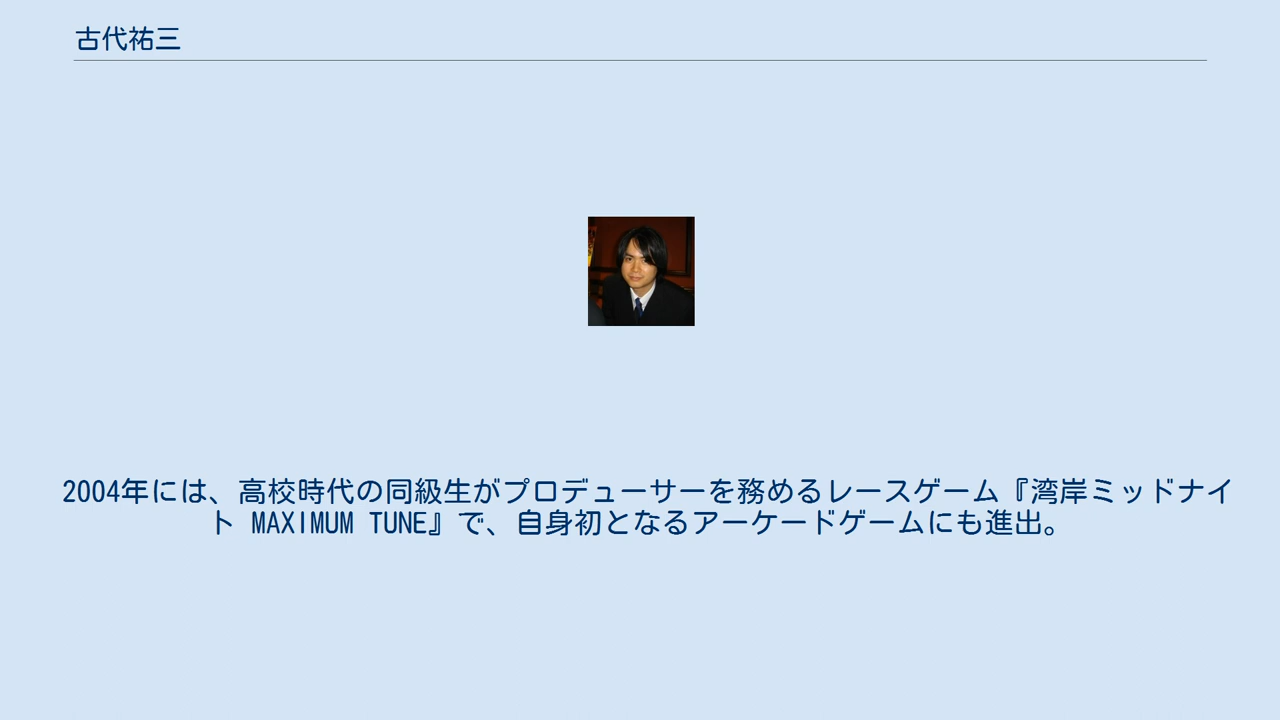 古代祐三
2004年には、高校時代の同級生がプロデューサーを務めるレースゲーム『湾岸ミッドナイ
ト MAXIMUM TUNE』で、自身初となるアーケードゲームにも進出。